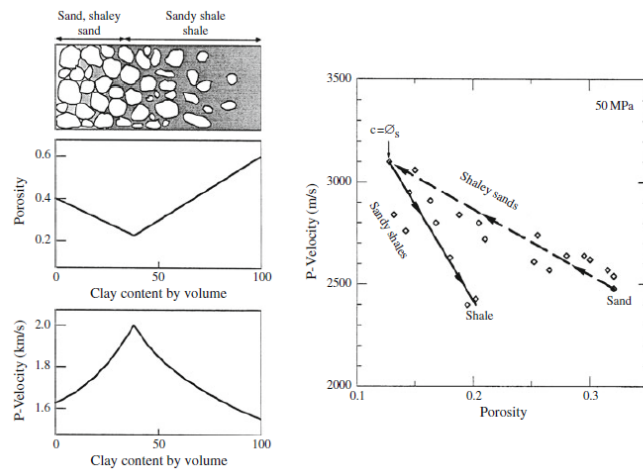 Sand, shaley
sand
Sandy shale
shale
Porosity
0.6
0.4
0.2
0
50
100
Clay content by volume
P-Velocity (km/s)
2.0
1.8
1.6
0
50
100
Clay content by volume
P-Velocity (m/s)
3500
3000
2500
2000
50 MPa
c=Øs
Shaley sands
Sandy shales
Shale
Sand
0.1
0.2
0.3
Porosity